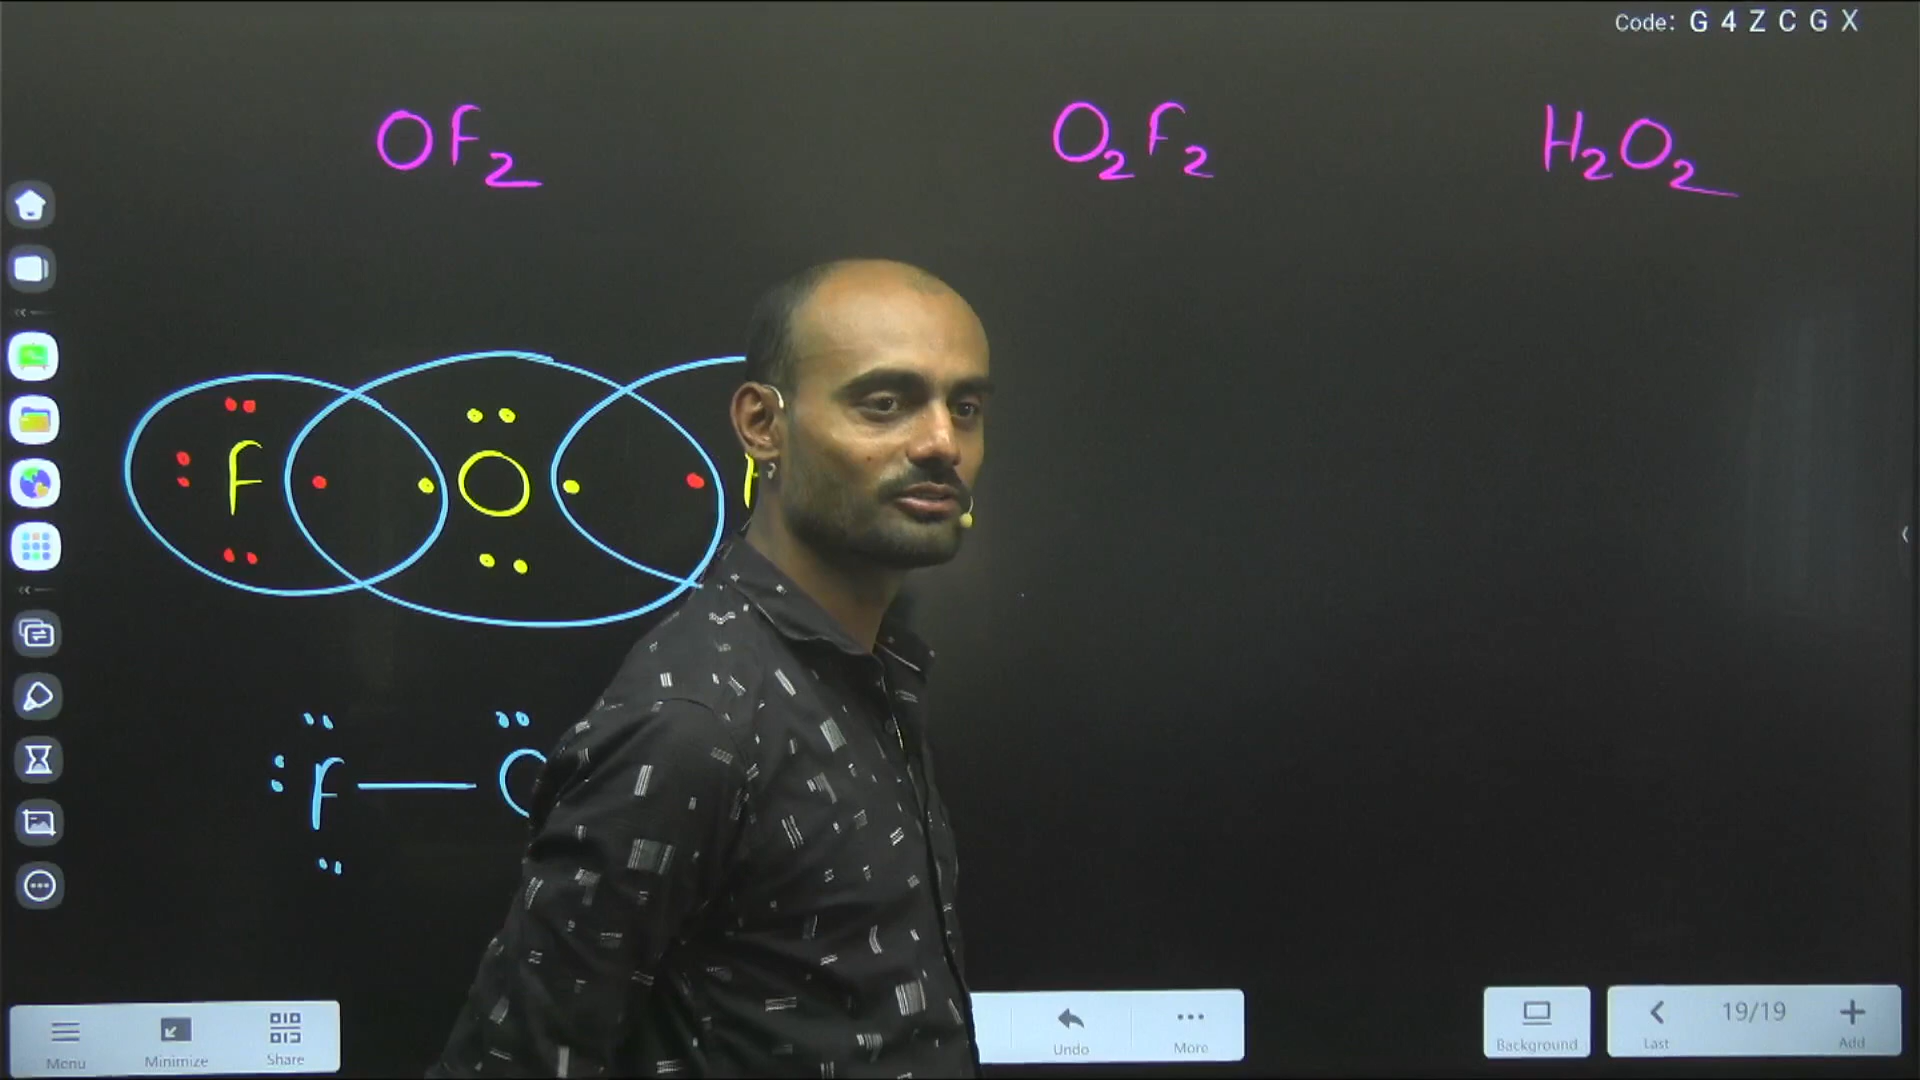 Code: G 4 Z C G X
OF2 O2F2 H2O2
F O
F — O
Menu Minimize Share Undo More Background Last 19/19 Add